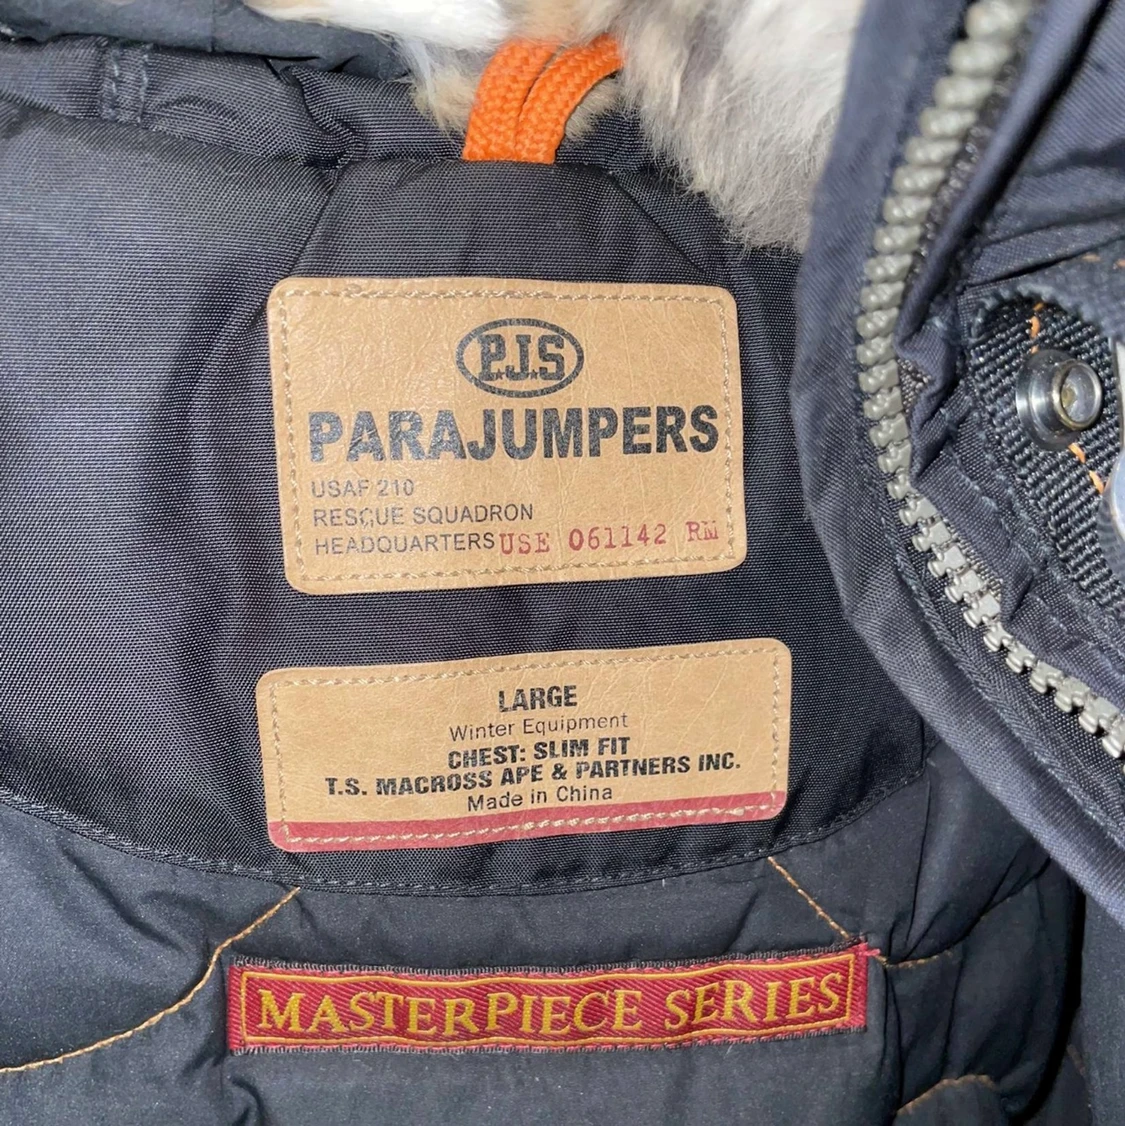 P.J.S
PARAJUMPERS
USAF 210
RESCUE SQUADRON
HEADQUARTERS USE 061142 RM
LARGE
Winter Equipment
CHEST: SLIM FIT
T.S. MACROSS APE & PARTNERS INC.
Made in China
MASTERPIECE SERIES